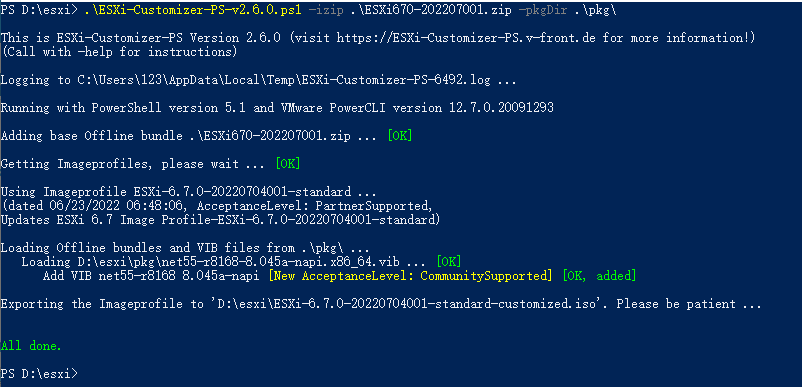 PS D:\esxi> .\ESXi-Customizer-PS-v2.6.0.ps1 -izip .\ESXi670-202207001.zip -pkgDir .\pkg\
This is ESXi-Customizer-PS Version 2.6.0 (visit https://ESXi-Customizer-PS.v-front.de for more information!)
(Call with -help for instructions)
Logging to C:\Users\123\AppData\Local\Temp\ESXi-Customizer-PS-6492.log ...
Running with PowerShell version 5.1 and VMware PowerCLI version 12.7.0.20091293
Adding base Offline bundle .\ESXi670-202207001.zip ... [OK]
Getting Imageprofiles, please wait ... [OK]
Using Imageprofile ESXi-6.7.0-20220704001-standard ...
(dated 06/23/2022 06:48:06, AcceptanceLevel: PartnerSupported,
Updates ESXi 6.7 Image Profile-ESXi-6.7.0-20220704001-standard)
Loading Offline bundles and VIB files from .\pkg\ ...
Loading D:\esxi\pkg\net55-r8168-8.045a-napi.x86_64.vib ... [OK]
Add VIB net55-r8168 8.045a-napi [New AcceptanceLevel: CommunitySupported] [OK, added]
Exporting the Imageprofile to 'D:\esxi\ESXi-6.7.0-20220704001-standard-customized.iso'. Please be patient ...
All done.
PS D:\esxi>